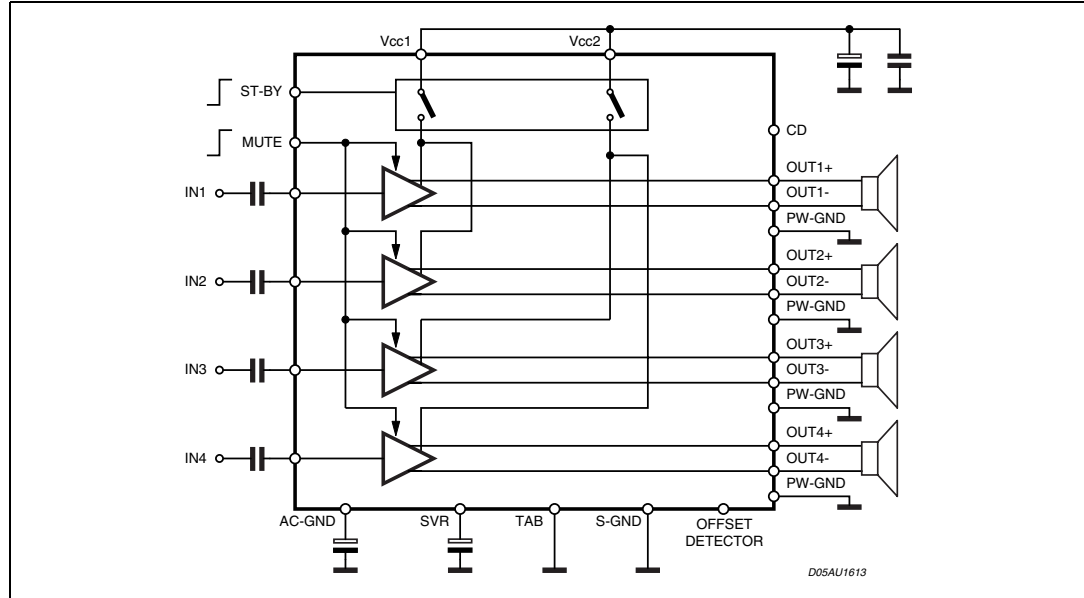 Vcc1
Vcc2
ST-BY
MUTE
CD
OUT1+
IN1
OUT1-
PW-GND
OUT2+
IN2
OUT2-
PW-GND
OUT3+
IN3
OUT3-
PW-GND
OUT4+
IN4
OUT4-
PW-GND
AC-GND
SVR
TAB
S-GND
OFFSET
DETECTOR
D05AU1613